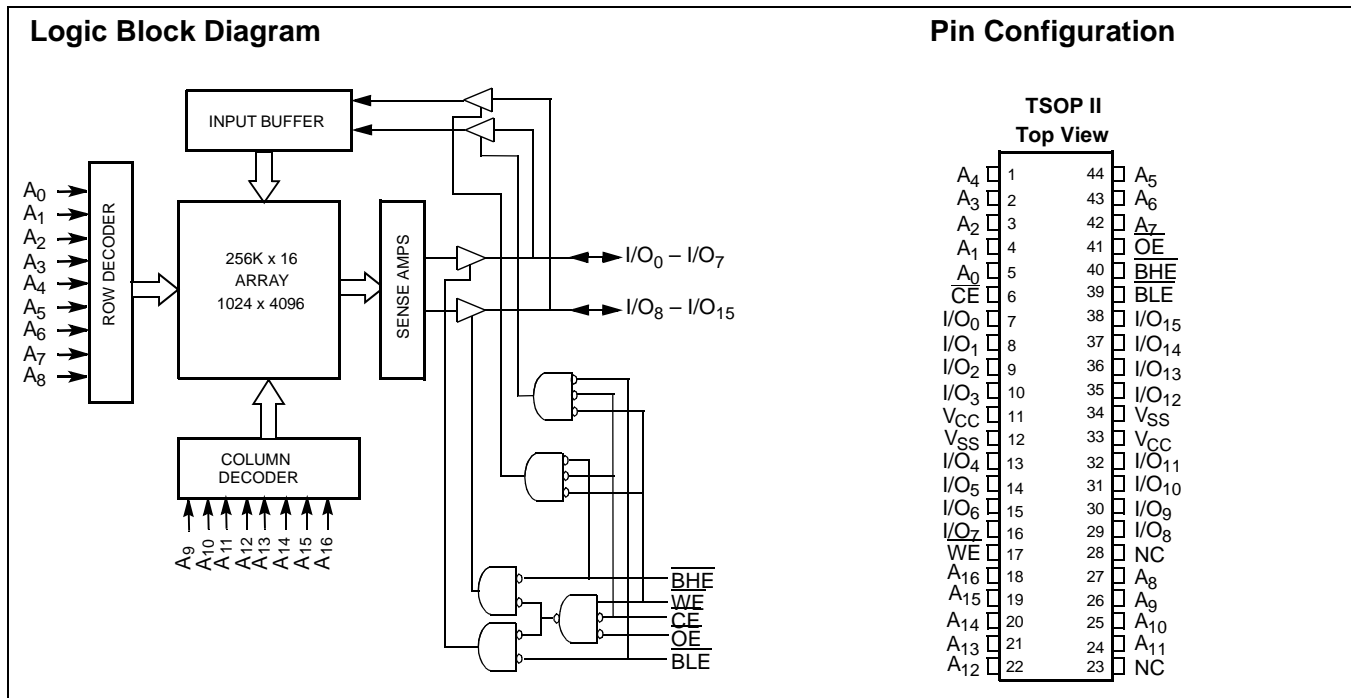 Logic Block Diagram
INPUT BUFFER
A0
A1
A2
A3
A4
A5
A6
A7
A8
ROW DECODER
256K x 16
ARRAY
1024 x 4096
SENSE AMPS
I/O0 – I/O7
I/O8 – I/O15
COLUMN
DECODER
A9
A10
A11
A12
A13
A14
A15
A16
BHE
WE
CE
OE
BLE
Pin Configuration
TSOP II
Top View
A4 1 44 A5
A3 2 43 A6
A2 3 42 A7
A1 4 41 OE
A0 5 40 BHE
CE 6 39 BLE
I/O0 7 38 I/O15
I/O1 8 37 I/O14
I/O2 9 36 I/O13
I/O3 10 35 I/O12
VCC 11 34 VSS
VSS 12 33 VCC
I/O4 13 32 I/O11
I/O5 14 31 I/O10
I/O6 15 30 I/O9
I/O7 16 29 I/O8
WE 17 28 NC
A16 18 27 A8
A15 19 26 A9
A14 20 25 A10
A13 21 24 A11
A12 22 23 NC